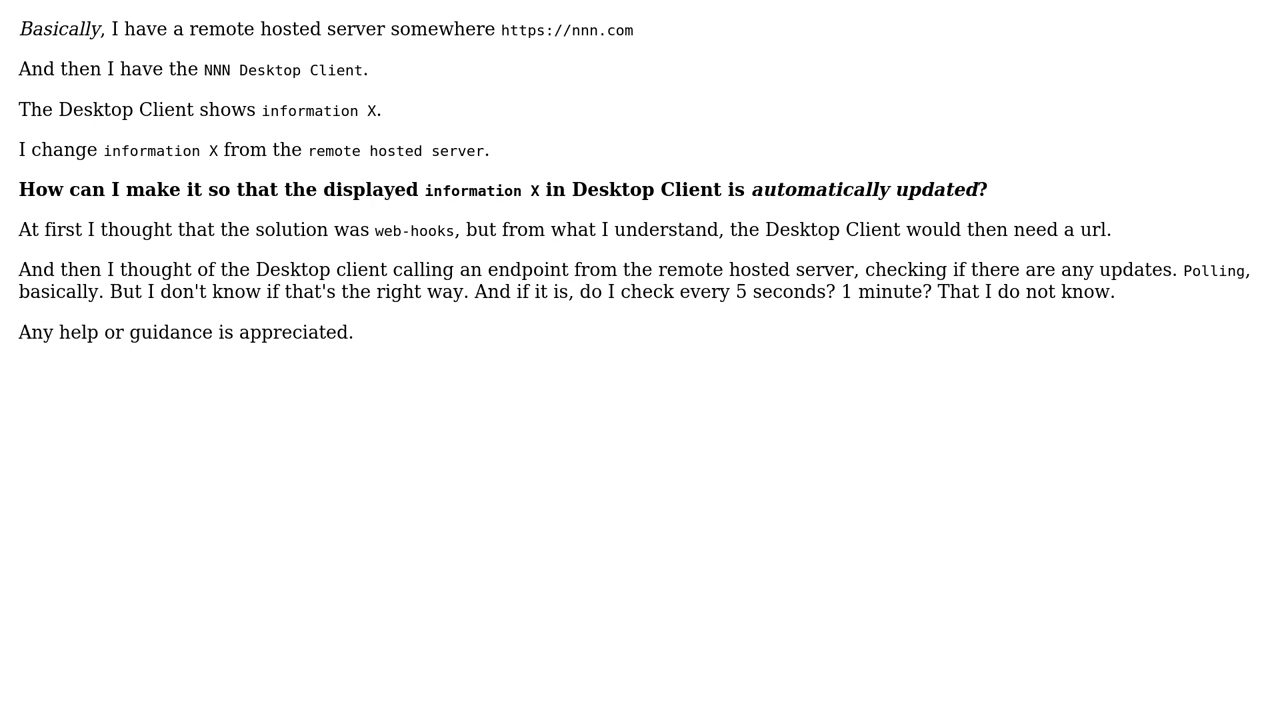 Basically, I have a remote hosted server somewhere https://nnn.com
And then I have the NNN Desktop Client.
The Desktop Client shows information X.
I change information X from the remote hosted server.
How can I make it so that the displayed information X in Desktop Client is automatically updated?
At first I thought that the solution was web-hooks, but from what I understand, the Desktop Client would then need a url.
And then I thought of the Desktop client calling an endpoint from the remote hosted server, checking if there are any updates. Polling,
basically. But I don't know if that's the right way. And if it is, do I check every 5 seconds? 1 minute? That I do not know.
Any help or guidance is appreciated.